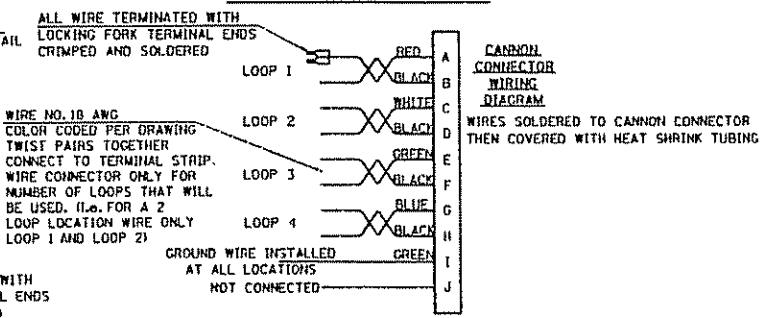 ALL WIRE TERMINATED WITH
LOCKING FORK TERMINAL ENDS
CRIMPED AND SOLDERED
AIL
LOOP 1
RED
BLACK
A
B
LOOP 2
WHITE
BLACK
C
D
LOOP 3
GREEN
BLACK
E
F
LOOP 4
BLUE
BLACK
G
H
GROUND WIRE INSTALLED
AT ALL LOCATIONS
GREEN
I
NOT CONNECTED
J
CANNON
CONNECTOR
WIRING
DIAGRAM
WIRES SOLDERED TO CANNON CONNECTOR
THEN COVERED WITH HEAT SHRINK TUBING
WIRE NO. 18 AWG
COLOR CODED PER DRAWING
TWIST PAIRS TOGETHER
CONNECT TO TERMINAL STRIP.
WIRE CONNECTOR ONLY FOR
NUMBER OF LOOPS THAT WILL
BE USED. (I.e. FOR A 2
LOOP LOCATION WIRE ONLY
LOOP 1 AND LOOP 2)
WITH
L ENDS